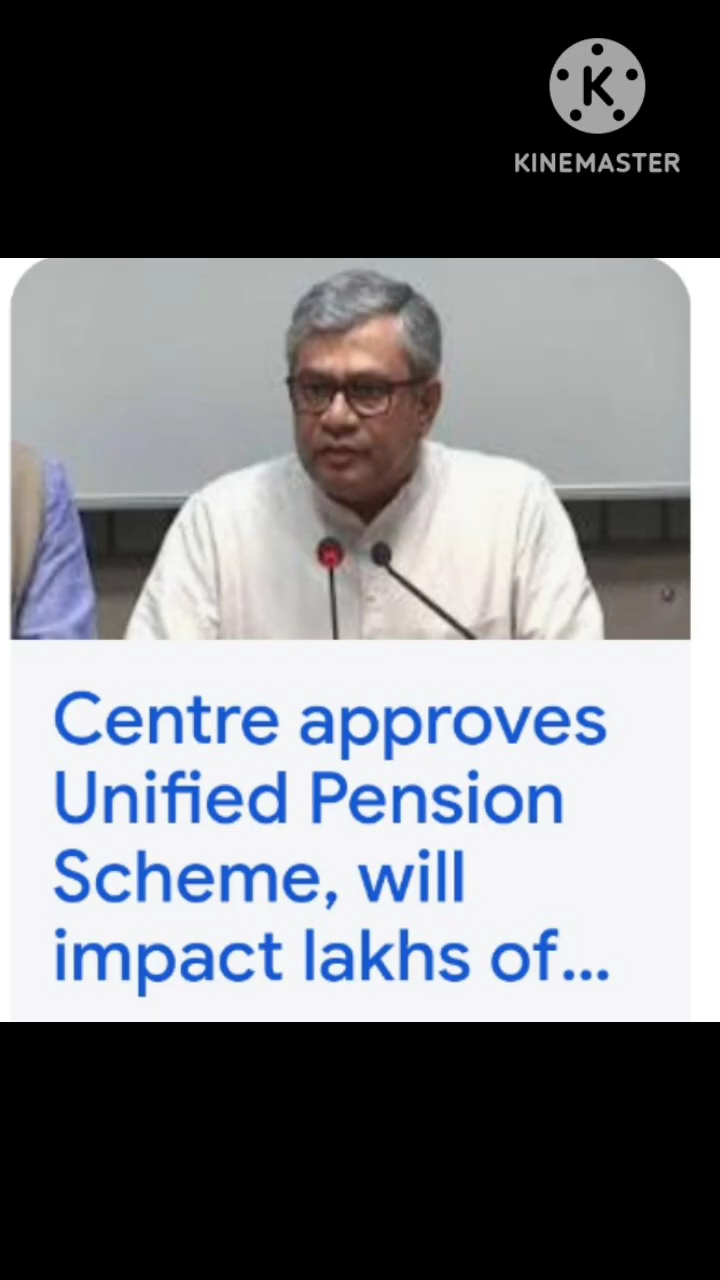 K
KINEMASTER
Centre approves
Unified Pension
Scheme, will
impact lakhs of...